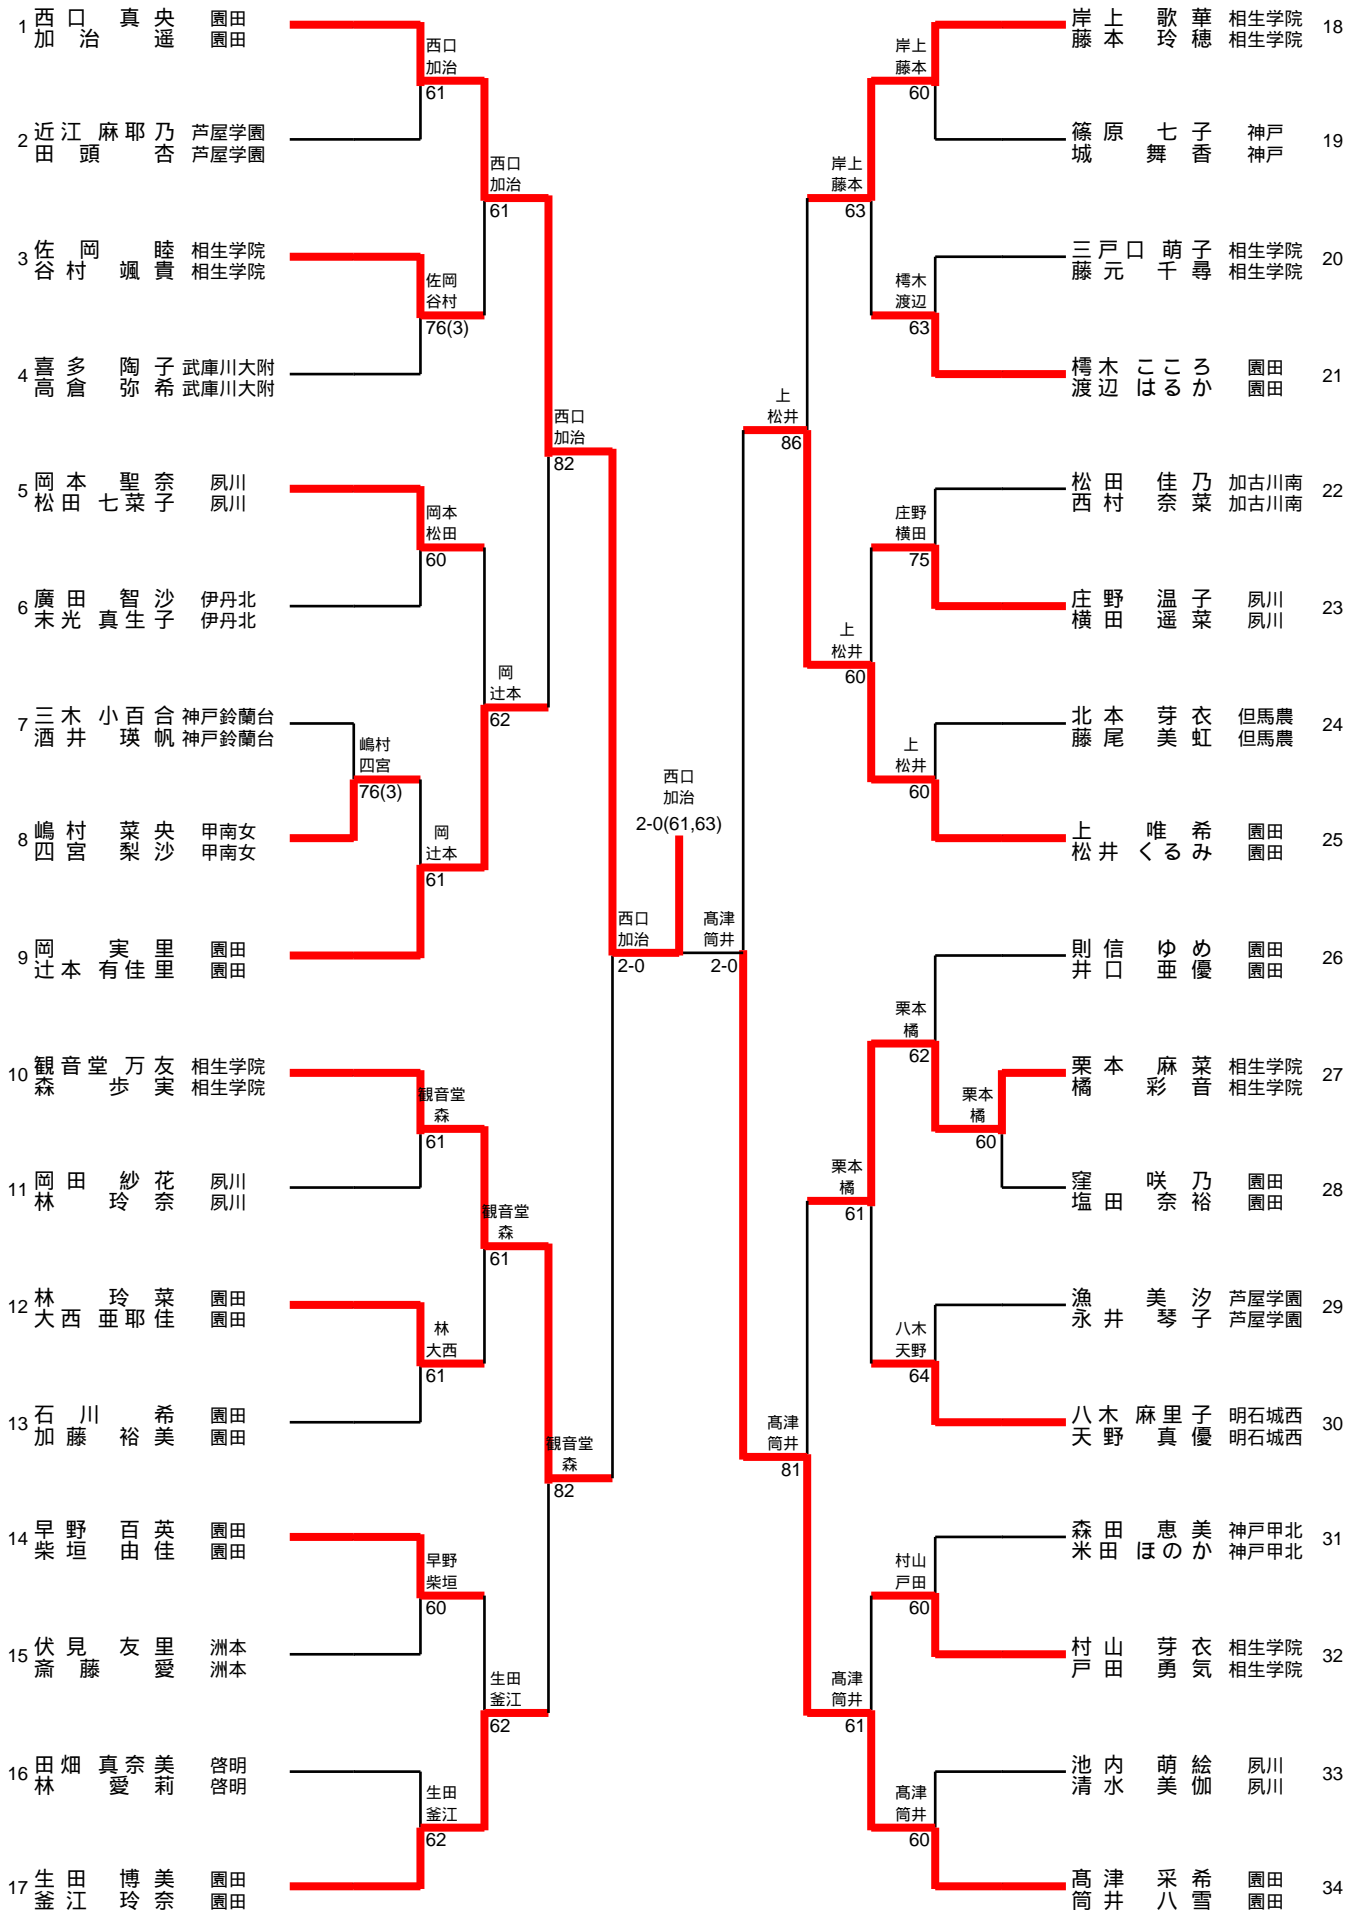 1 西口 真央 園田
加治 遥 園田
2 近江 麻耶乃 芦屋学園
田頭 杏 芦屋学園
3 佐岡 睦 相生学院
谷村 颯貴 相生学院
4 喜多 陶子 武庫川大附
高倉 弥希 武庫川大附
5 岡本 聖奈 夙川
松田 七菜子 夙川
6 廣田 智沙 伊丹北
末光 真生子 伊丹北
7 三木 小百合 神戸鈴蘭台
酒井 瑛帆 神戸鈴蘭台
8 嶋村 菜央 甲南女
四宮 梨沙 甲南女
9 岡 実里 園田
辻本 有佳里 園田
10 観音堂 万友 相生学院
森 歩実 相生学院
11 岡田 紗花 夙川
林 玲奈 夙川
12 林 玲菜 園田
大西 亜耶佳 園田
13 石川 希 園田
加藤 裕美 園田
14 早野 百英 園田
柴垣 由佳 園田
15 伏見 友里 洲本
斎藤 愛 洲本
16 田畑 真奈美 啓明
林 愛莉 啓明
17 生田 博美 園田
釜江 玲奈 園田
西口
加治
61
佐岡
谷村
76(3)
岡本
松田
60
嶋村
四宮
76(3)
岡
辻本
61
観音堂
森
61
林
大西
61
早野
柴垣
60
生田
釜江
62
西口
加治
61
岡
辻本
62
観音堂
森
61
生田
釜江
62
西口
加治
82
観音堂
森
82
西口
加治
2-0
西口
加治
2-0(61,63)
髙津
筒井
2-0
上
松井
86
髙津
筒井
81
岸上
藤本
63
上
松井
60
栗本
橘
61
髙津
筒井
61
岸上
藤本
60
樗木
渡辺
63
庄野
横田
75
上
松井
60
栗本
橘
62
栗本
橘
60
八木
天野
64
村山
戸田
60
髙津
筒井
60
岸上 歌華 相生学院 18
藤本 玲穂 相生学院
篠原 七子 神戸 19
城 舞香 神戸
三戸口 萌子 相生学院 20
藤元 千尋 相生学院
樗木 こころ 園田 21
渡辺 はるか 園田
松田 佳乃 加古川南 22
西村 奈菜 加古川南
庄野 温子 夙川 23
横田 遥菜 夙川
北本 芽衣 但馬農 24
藤尾 美虹 但馬農
上 唯希 園田 25
松井 くるみ 園田
則信 ゆめ 園田 26
井口 亜優 園田
栗本 麻菜 相生学院 27
橘 彩音 相生学院
窪 咲乃 園田 28
塩田 奈裕 園田
漁 美汐 芦屋学園 29
永井 琴子 芦屋学園
八木 麻里子 明石城西 30
天野 真優 明石城西
森田 恵美 神戸甲北 31
米田 ほのか 神戸甲北
村山 芽衣 相生学院 32
戸田 勇気 相生学院
池内 萌絵 夙川 33
清水 美伽 夙川
髙津 采希 園田 34
筒井 八雪 園田